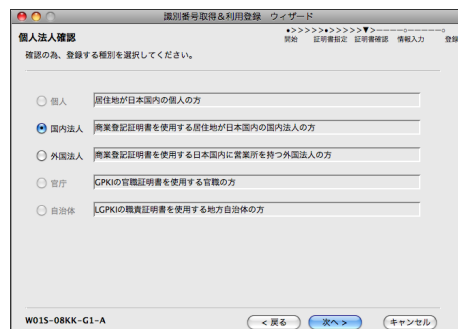 識別番号取得&利用登録 ウィザード
個人法人確認
●>>>>>●>>>>>▼>————○————○
開始 証明書指定 証明書確認 情報入力 登録
確認の為、登録する種別を選択してください。
個人 居住地が日本国内の個人の方
国内法人 商業登記証明書を使用する居住地が日本国内の国内法人の方
外国法人 商業登記証明書を使用する日本国内に営業所を持つ外国法人の方
官庁 GPKIの官職証明書を使用する官職の方
自治体 LGPKIの職責証明書を使用する地方自治体の方
W01S-08KK-G1-A
< 戻る 次へ > キャンセル